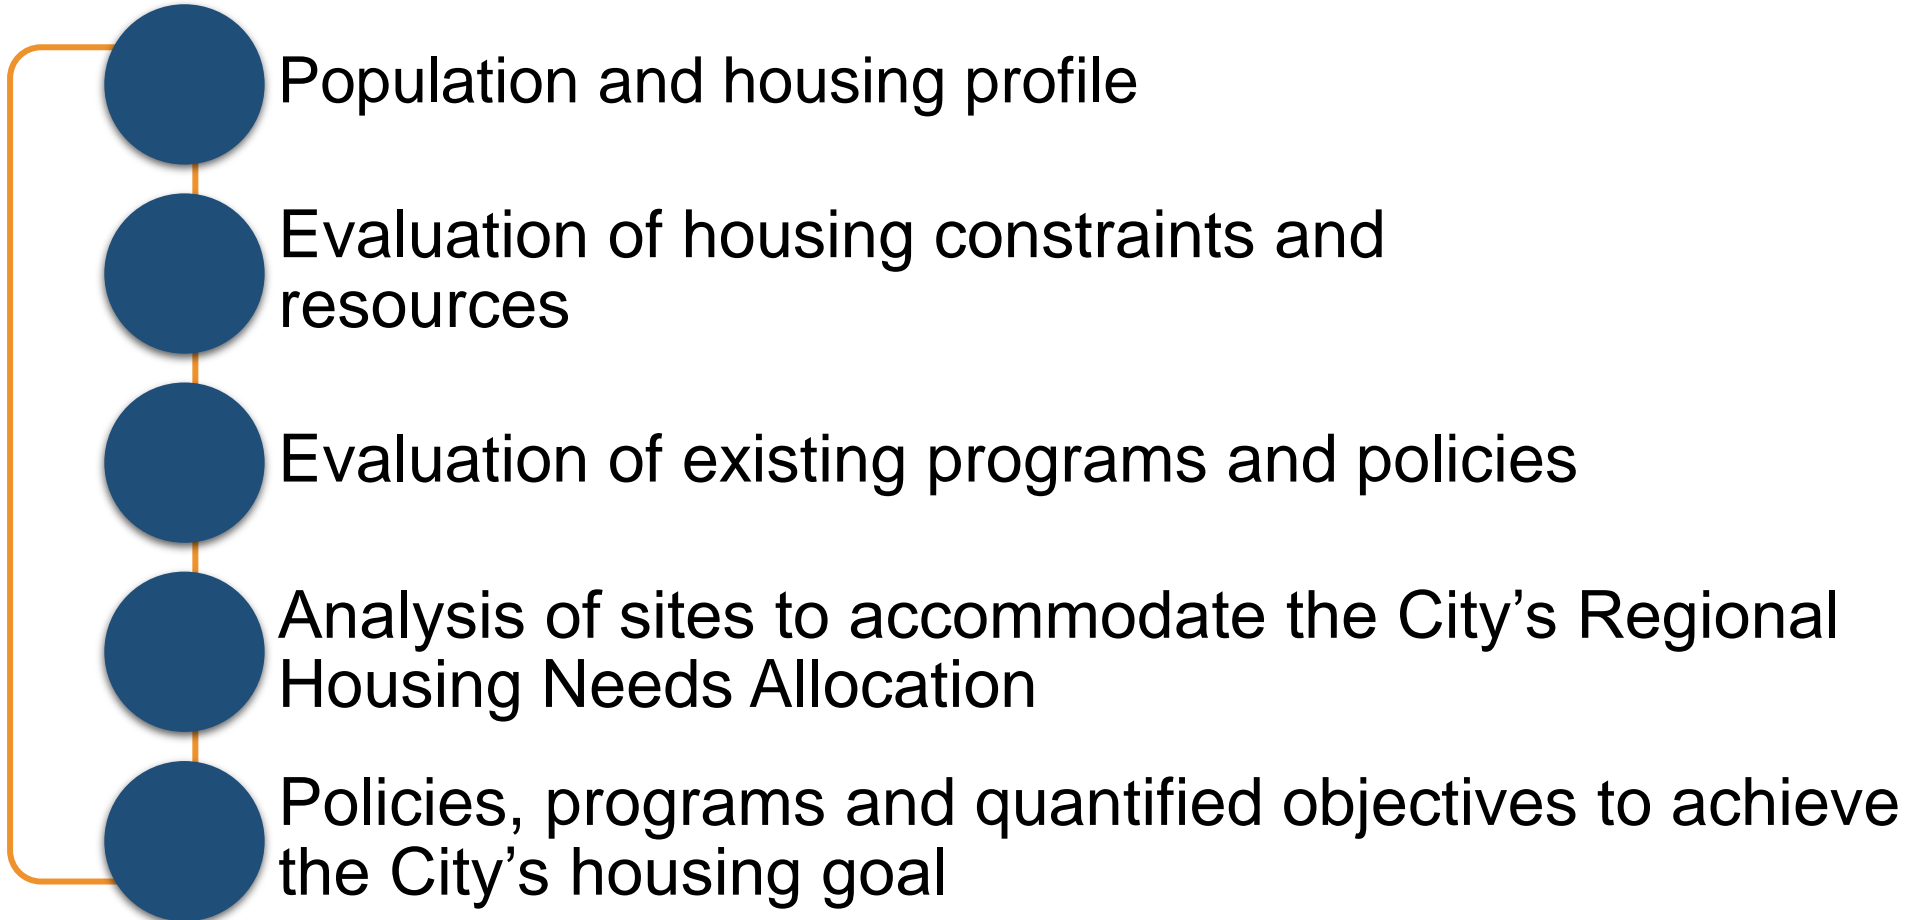 Population and housing profile
Evaluation of housing constraints and
resources
Evaluation of existing programs and policies
Analysis of sites to accommodate the City’s Regional
Housing Needs Allocation
Policies, programs and quantified objectives to achieve
the City’s housing goal